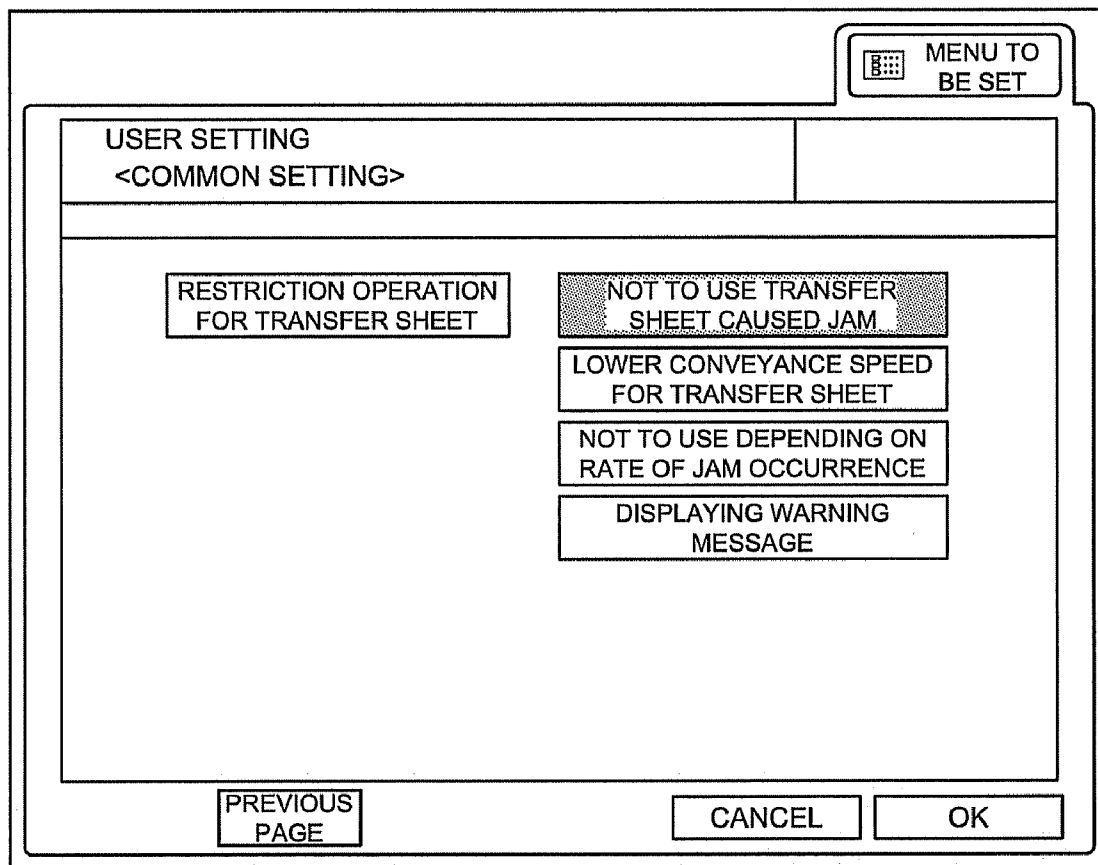 MENU TO
BE SET
USER SETTING
<COMMON SETTING>
RESTRICTION OPERATION
FOR TRANSFER SHEET
NOT TO USE TRANSFER
SHEET CAUSED JAM
LOWER CONVEYANCE SPEED
FOR TRANSFER SHEET
NOT TO USE DEPENDING ON
RATE OF JAM OCCURRENCE
DISPLAYING WARNING
MESSAGE
PREVIOUS
PAGE
CANCEL
OK